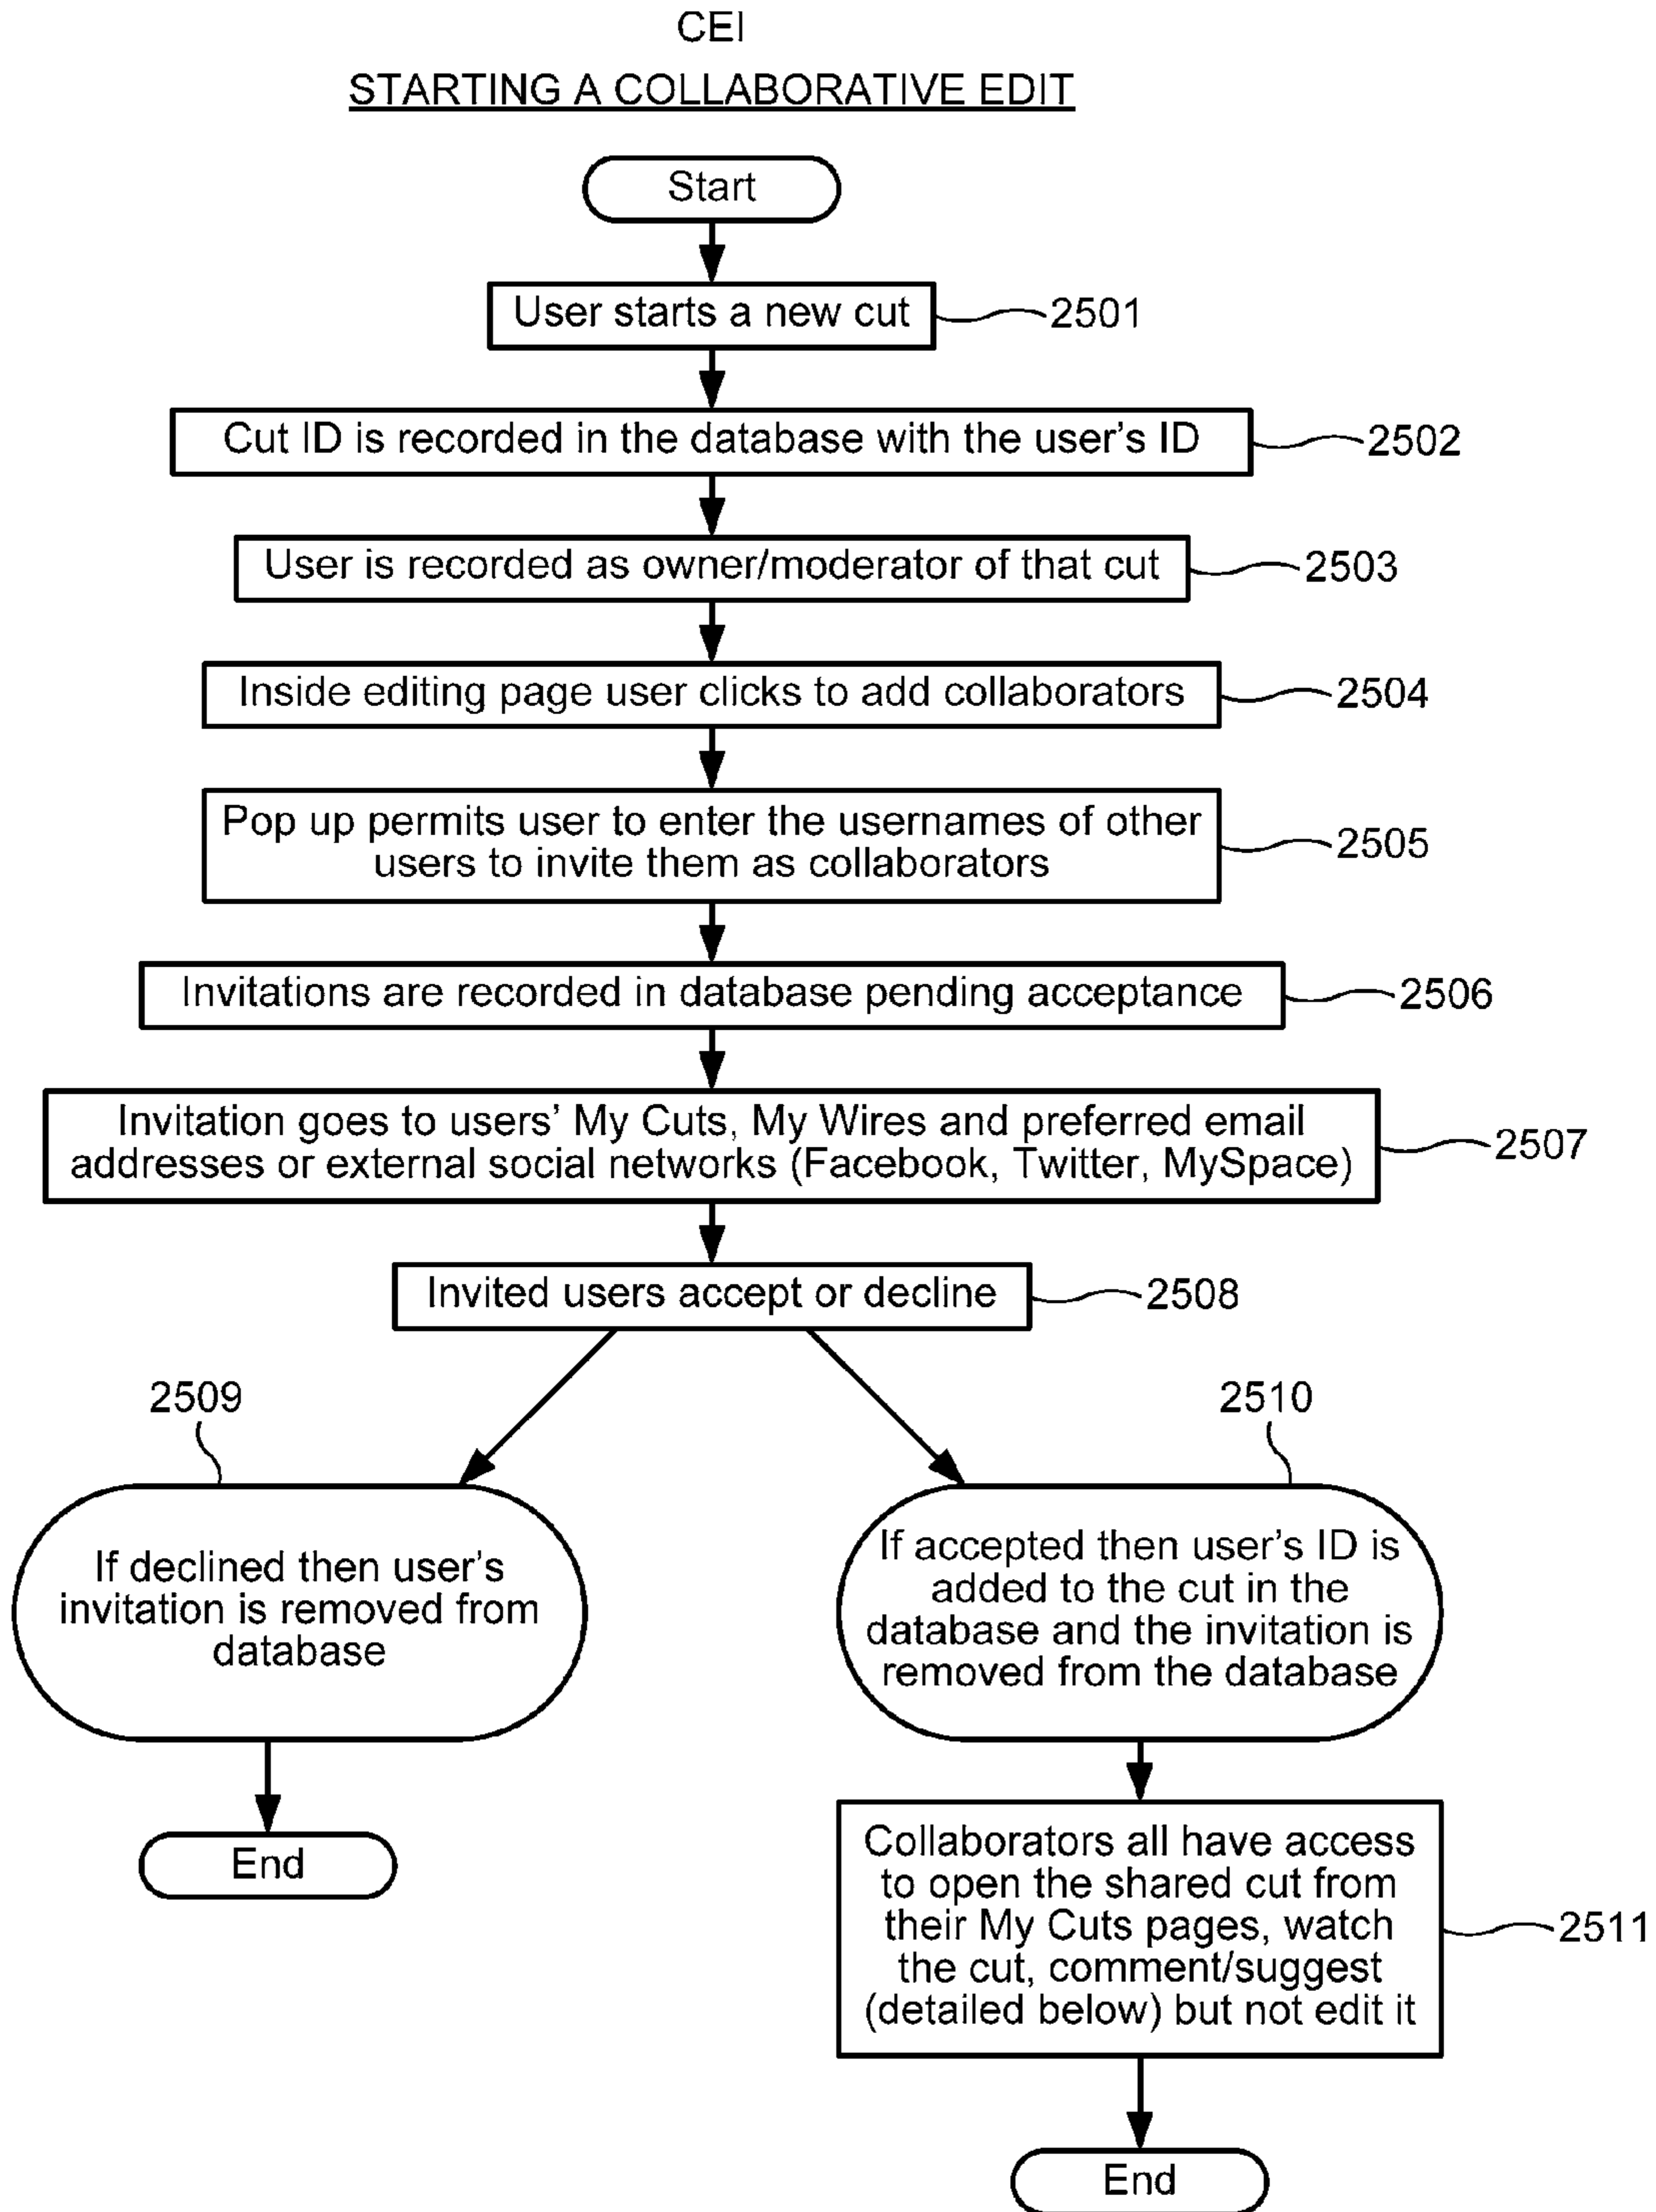 CEI
STARTING A COLLABORATIVE EDIT
Start
User starts a new cut
2501
Cut ID is recorded in the database with the user's ID
2502
User is recorded as owner/moderator of that cut
2503
Inside editing page user clicks to add collaborators
2504
Pop up permits user to enter the usernames of other
users to invite them as collaborators
2505
Invitations are recorded in database pending acceptance
2506
Invitation goes to users' My Cuts, My Wires and preferred email
addresses or external social networks (Facebook, Twitter, MySpace)
2507
Invited users accept or decline
2508
2509
If declined then user's
invitation is removed from
database
End
2510
If accepted then user's ID is
added to the cut in the
database and the invitation is
removed from the database
Collaborators all have access
to open the shared cut from
their My Cuts pages, watch
the cut, comment/suggest
(detailed below) but not edit it
2511
End